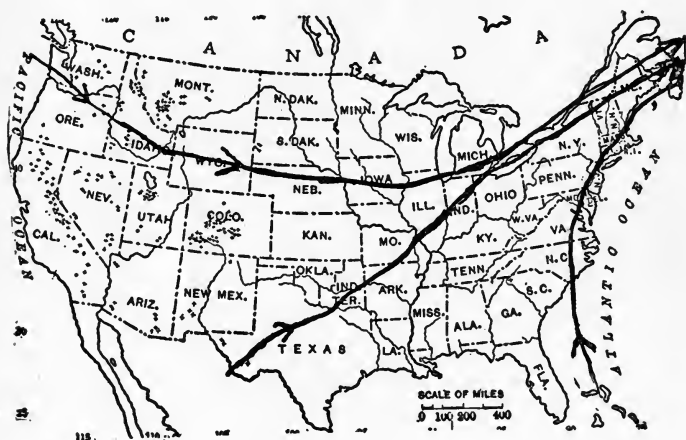 C A N A D A
PACIFIC OCEAN
ATLANTIC OCEAN
WASH.
MONT.
N. DAK.
MINN.
ORE.
IDAHO
WYO.
S. DAK.
WIS.
MICH.
N.Y.
NEB.
IOWA
PENN.
NEV.
UTAH
COLO.
ILL.
IND.
OHIO
W.VA.
VA
CAL.
KAN.
MO.
KY.
N.C
OKLA.
TENN.
ARIZ.
NEW MEX.
IND.
TER.
ARK.
S.C.
MISS.
ALA.
GA.
TEXAS
LA.
FLA.
SCALE OF MILES
0 100 200 400